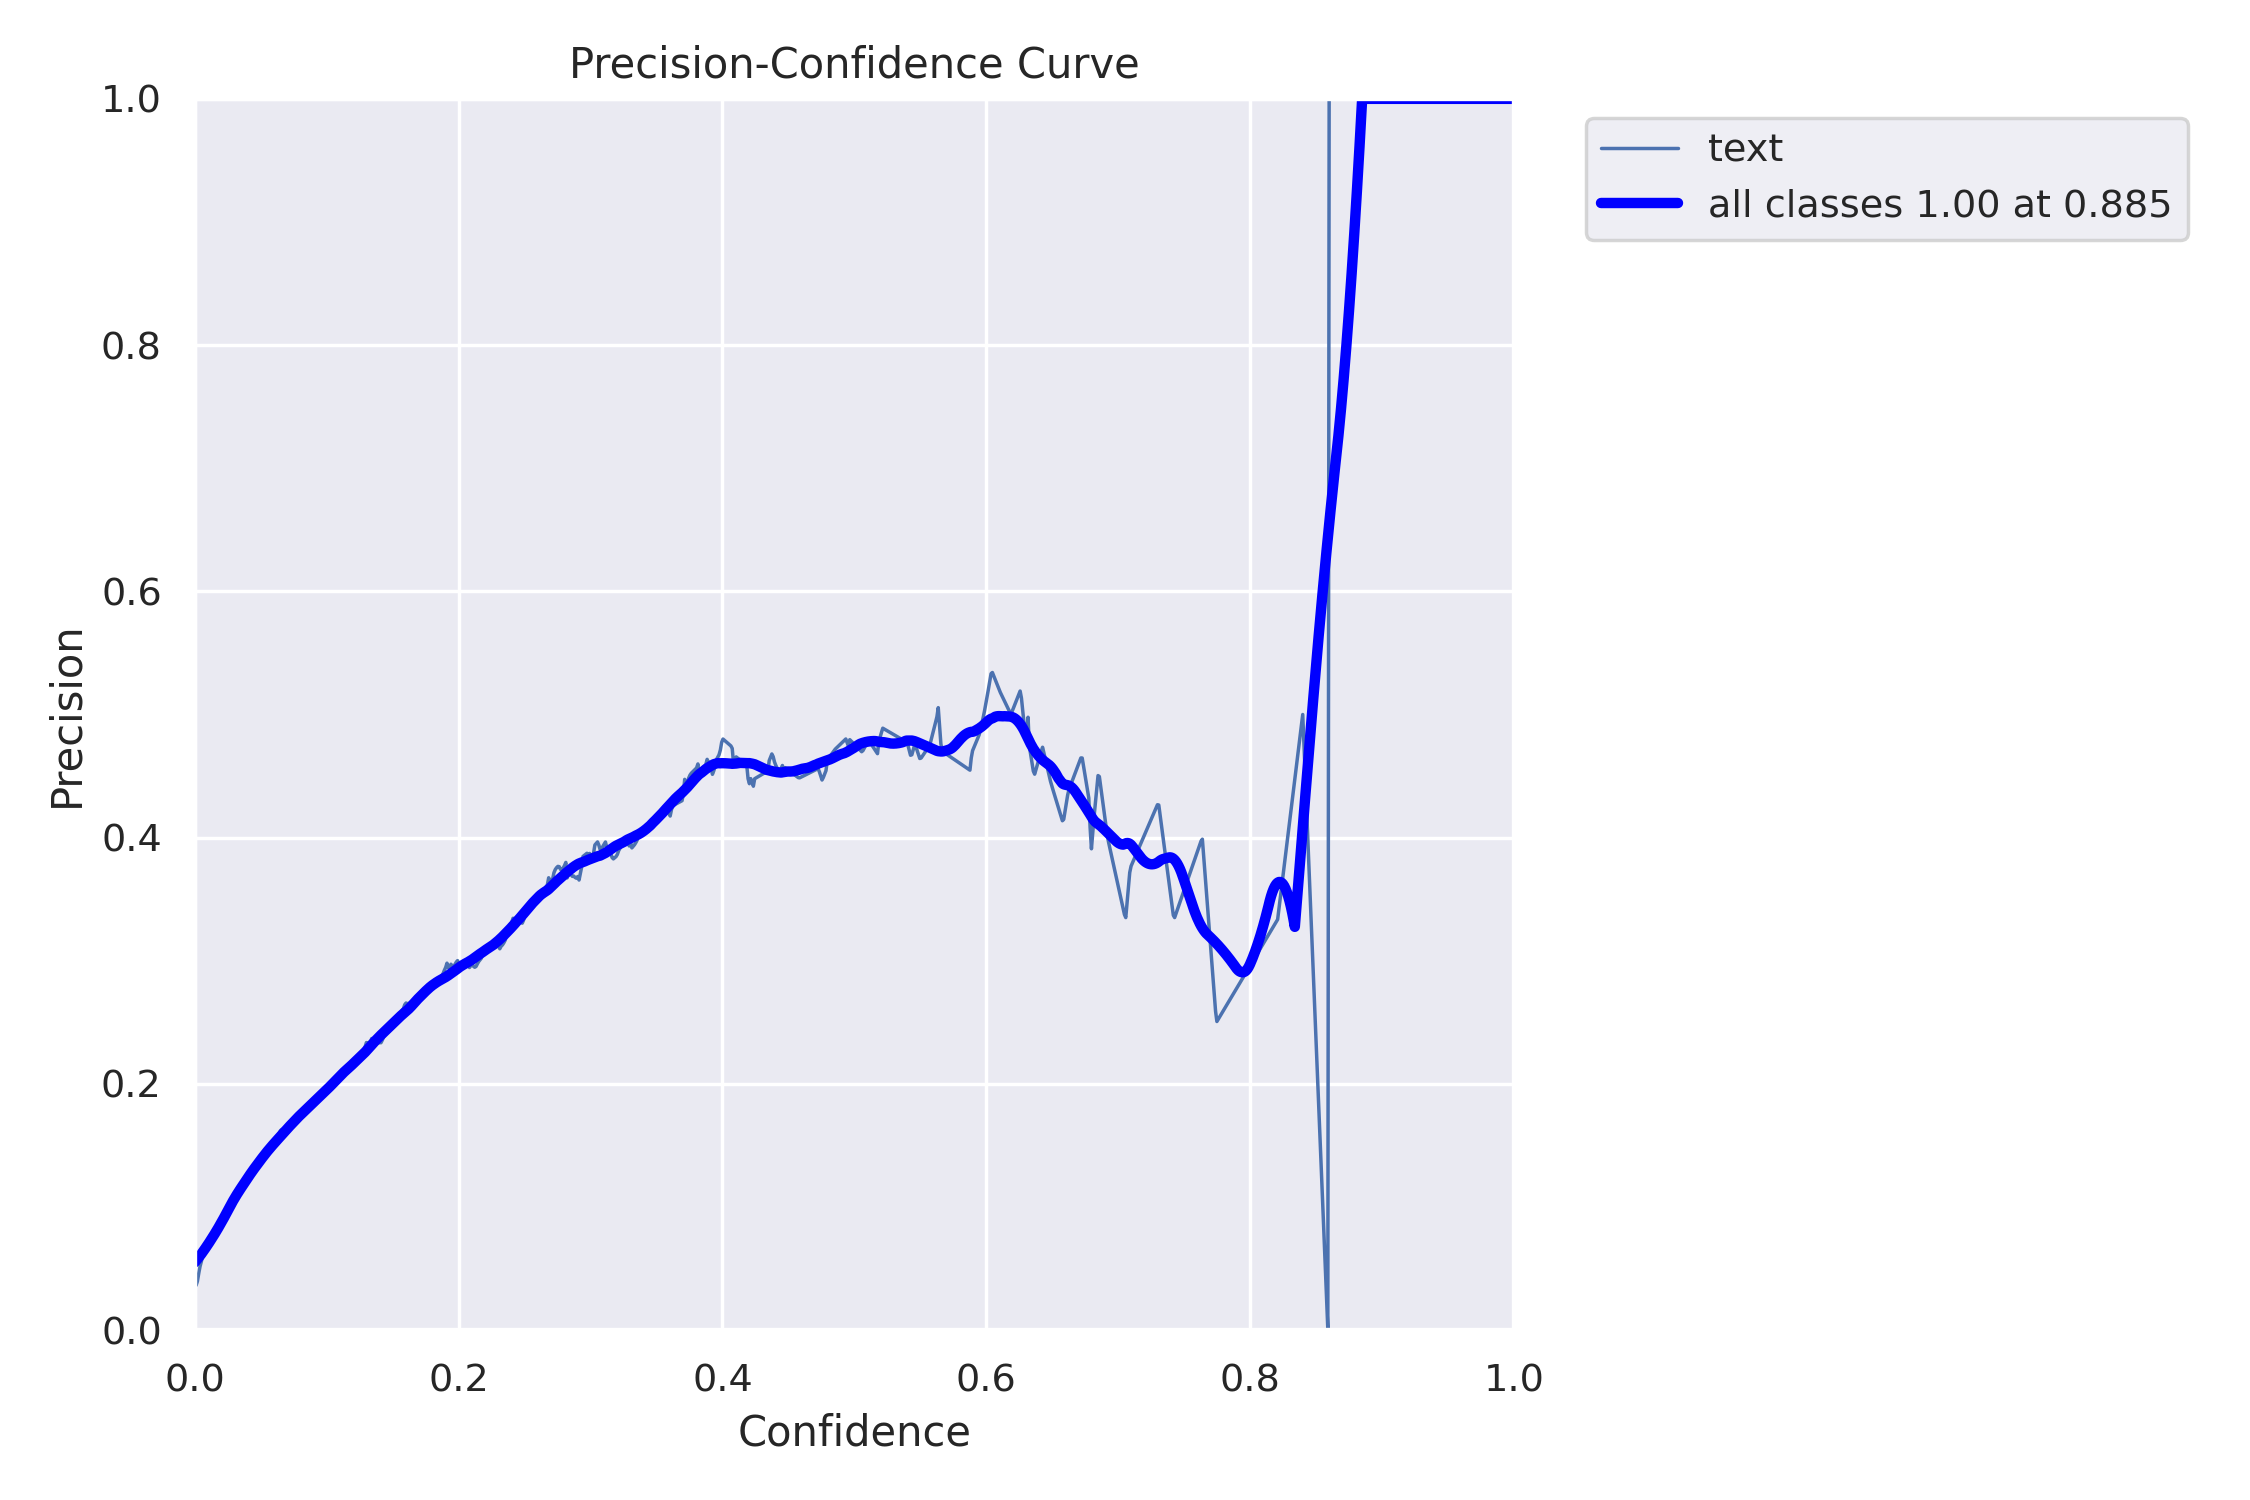 Precision-Confidence Curve
1.0
0.8
0.6
0.4
0.2
0.0
Precision
0.0 0.2 0.4 0.6 0.8 1.0
Confidence
text
all classes 1.00 at 0.885